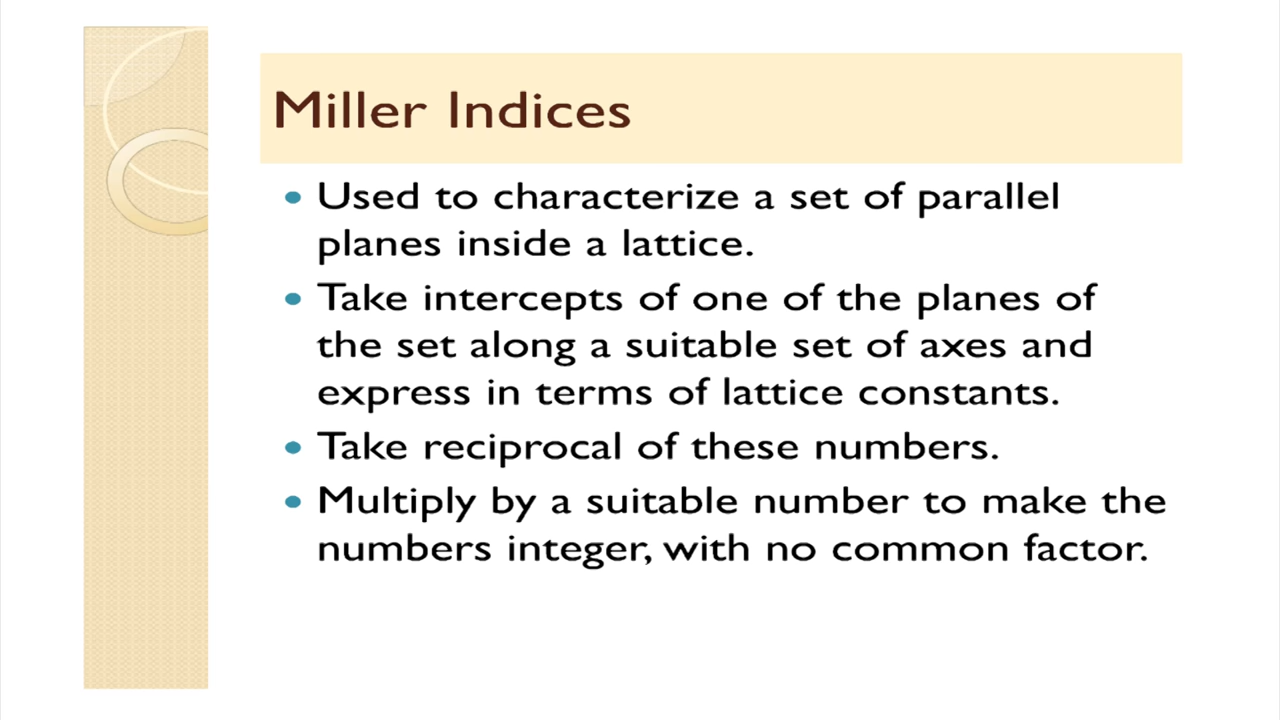 Miller Indices
• Used to characterize a set of parallel
planes inside a lattice.
• Take intercepts of one of the planes of
the set along a suitable set of axes and
express in terms of lattice constants.
• Take reciprocal of these numbers.
• Multiply by a suitable number to make the
numbers integer, with no common factor.